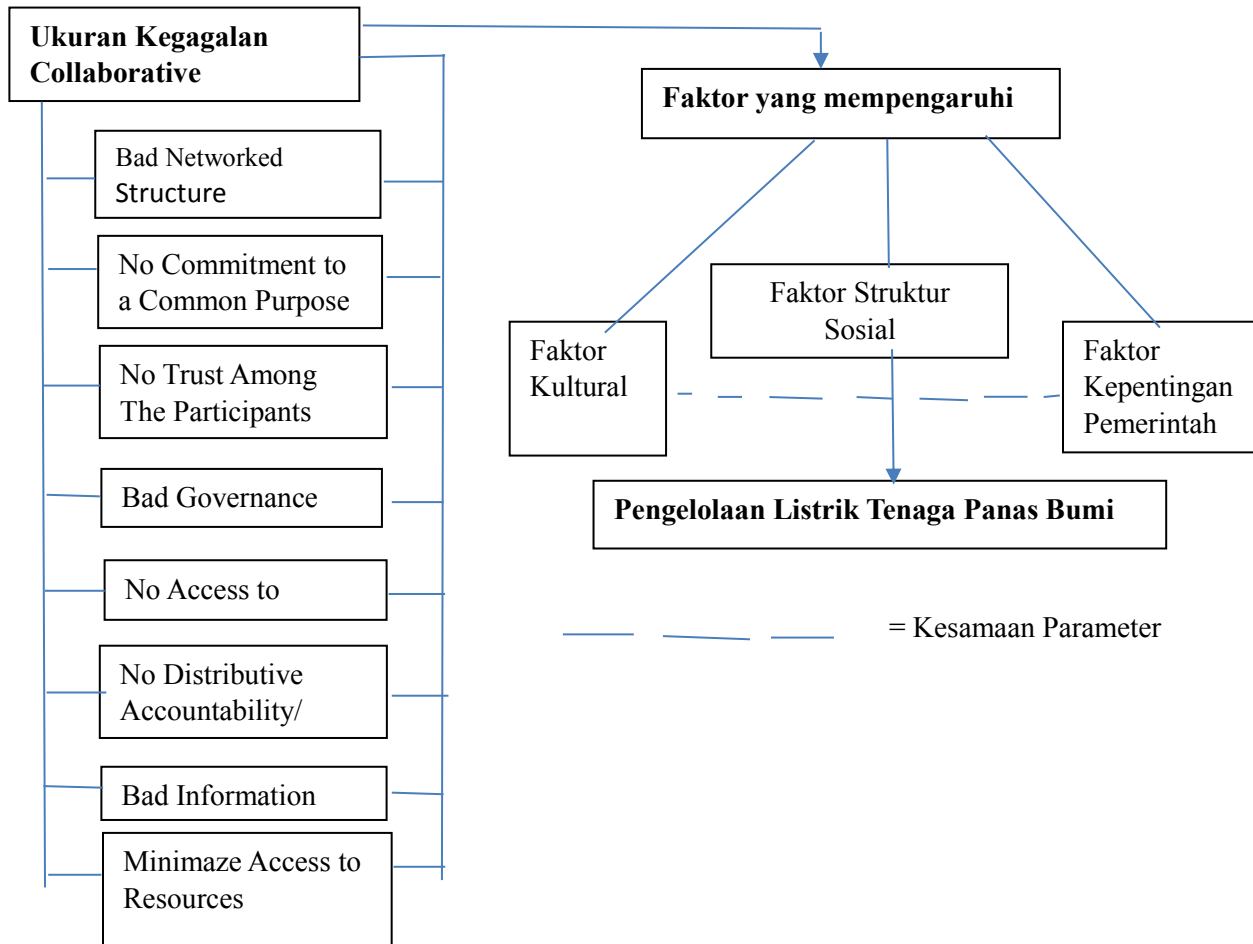 Ukuran Kegagalan
Collaborative
Bad Networked
Structure
No Commitment to
a Common Purpose
No Trust Among
The Participants
Bad Governance
No Access to
No Distributive
Accountability/
Bad Information
Minimaze Access to
Resources
Faktor yang mempengaruhi
Faktor
Kultural
Faktor Struktur
Sosial
Faktor
Kepentingan
Pemerintah
Pengelolaan Listrik Tenaga Panas Bumi
= Kesamaan Parameter